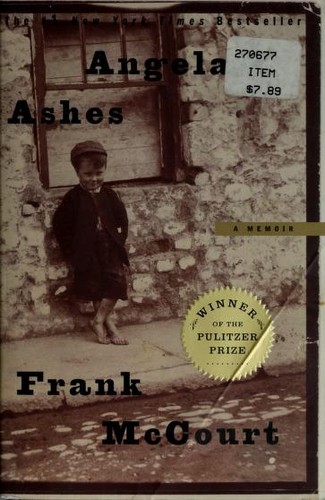 The #1 New York Times Bestseller
Angela
Ashes
270677
ITEM
$7.89
A MEMOIR
WINNER
OF THE
PULITZER
PRIZE
Frank
McCourt